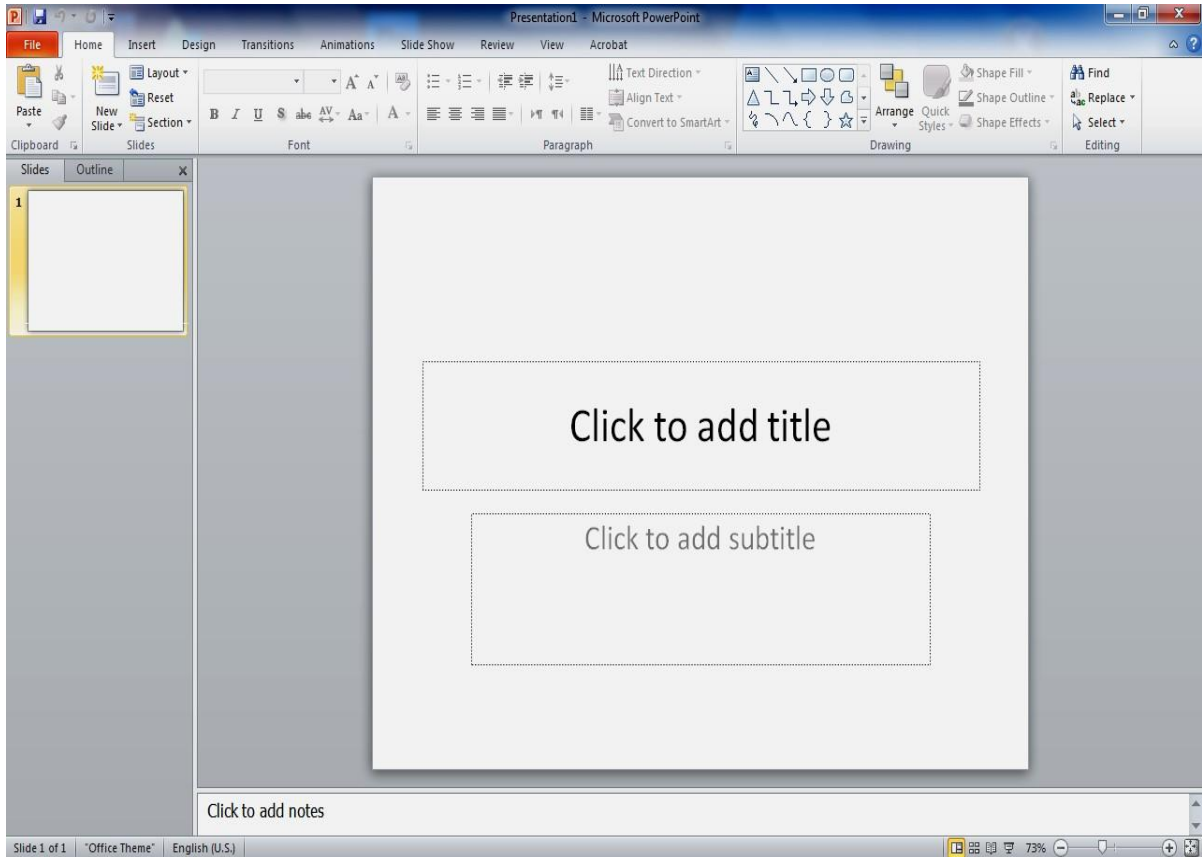 Presentation1 - Microsoft PowerPoint
File Home Insert Design Transitions Animations Slide Show Review View Acrobat
Paste
New Slide
Layout
Reset
Section
B I U S abc AV Aa A
Text Direction
Align Text
Convert to SmartArt
Arrange
Quick Styles
Shape Fill
Shape Outline
Shape Effects
Find
Replace
Select
Clipboard Slides Font Paragraph Drawing Editing
Slides Outline
1
Click to add title
Click to add subtitle
Click to add notes
Slide 1 of 1 "Office Theme" English (U.S.) 73%